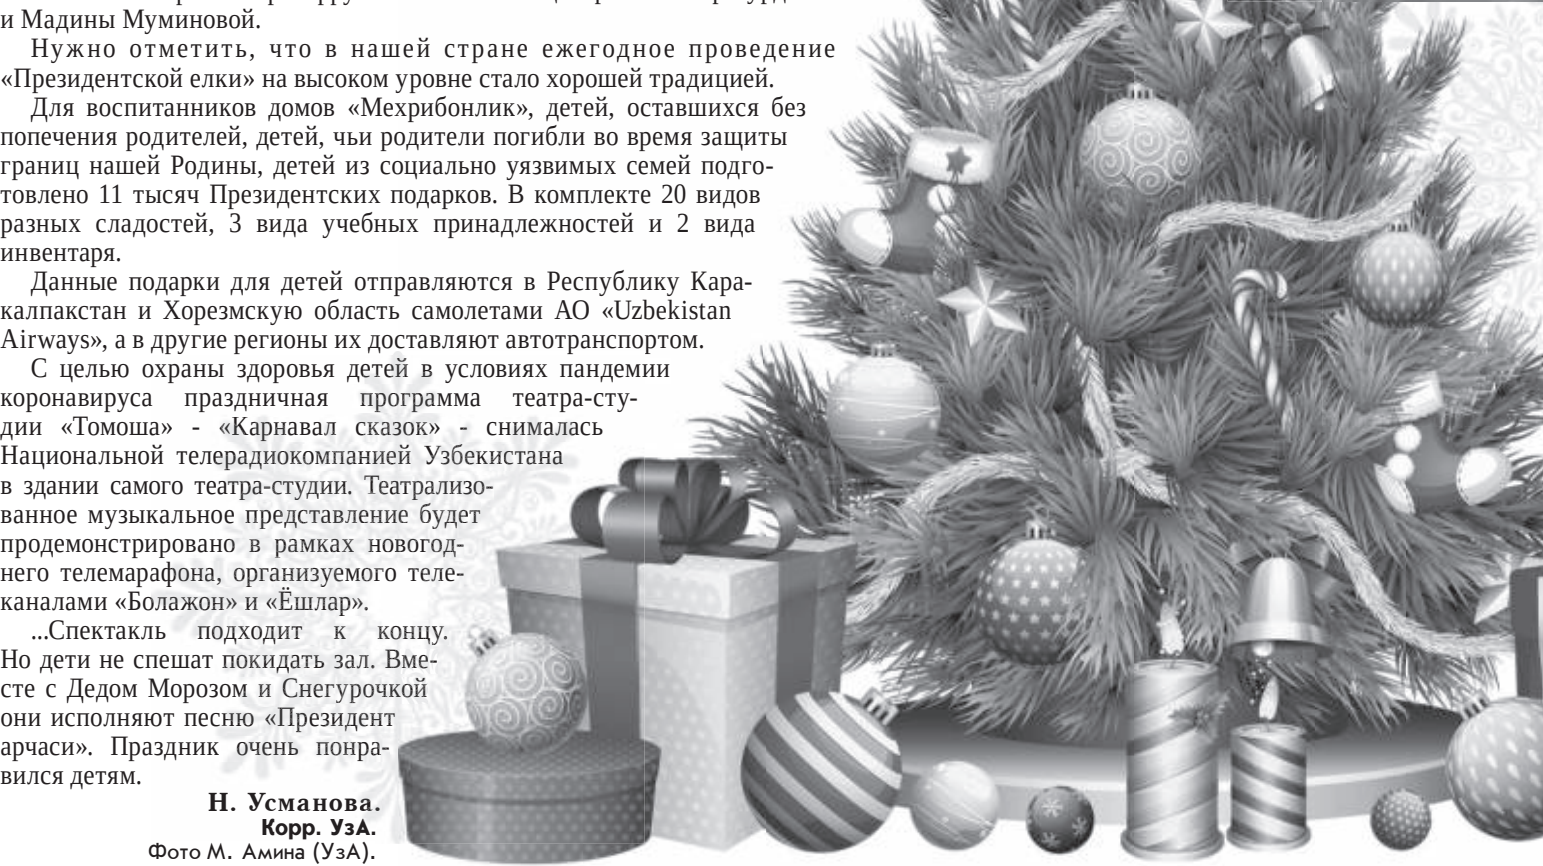 и Мадины Муминовой.
Нужно отметить, что в нашей стране ежегодное проведение
«Президентской елки» на высоком уровне стало хорошей традицией.
Для воспитанников домов «Мехрибонлик», детей, оставшихся без
попечения родителей, детей, чьи родители погибли во время защиты
границ нашей Родины, детей из социально уязвимых семей подго-
товлено 11 тысяч Президентских подарков. В комплекте 20 видов
разных сладостей, 3 вида учебных принадлежностей и 2 вида
инвентаря.
Данные подарки для детей отправляются в Республику Кара-
калпакстан и Хорезмскую область самолетами АО «Uzbekistan
Airways», а в другие регионы их доставляют автотранспортом.
С целью охраны здоровья детей в условиях пандемии
коронавируса праздничная программа театра-сту-
дии «Томоша» - «Карнавал сказок» - снималась
Национальной телерадиокомпанией Узбекистана
в здании самого театра-студии. Театрализо-
ванное музыкальное представление будет
продемонстрировано в рамках новогод-
него телемарафона, организуемого теле-
каналами «Болажон» и «Ёшлар».
...Спектакль подходит к концу.
Но дети не спешат покидать зал. Вме-
сте с Дедом Морозом и Снегурочкой
они исполняют песню «Президент
арчаси». Праздник очень понра-
вился детям.
Н. Усманова.
Корр. УзА.
Фото М. Амина (УзА).